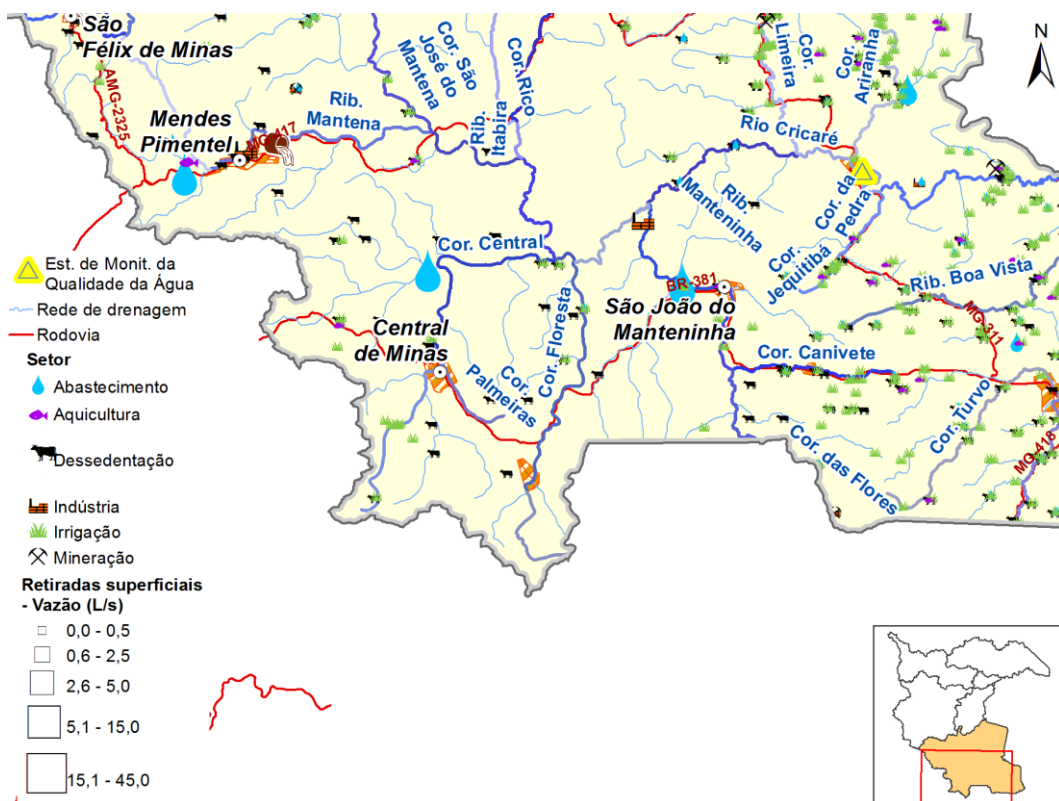 São
Félix de Minas
AMG-2325
Mendes
Pimentel
MG-417
Rib.
Mantena
Cor. São
José do
Mantena
Cor. Rico
Rib.
Itabira
Cor.
Limeira
Cor.
Ariranha
N
Rio Cricaré
Rib.
Manteninha
Cor. da
Pedra
Cor.
Jequitibá
Rib. Boa Vista
MG-311
Cor. Central
BR-381
São João do
Manteninha
Cor. Floresta
Central
de Minas
Cor.
Palmeiras
Cor. Canivete
Cor. Turvo
Cor. das Flores
MG-418
Est. de Monit. da
Qualidade da Água
Rede de drenagem
Rodovia
Setor
Abastecimento
Aquicultura
Dessedentação
Indústria
Irrigação
Mineração
Retiradas superficiais
- Vazão (L/s)
0,0 - 0,5
0,6 - 2,5
2,6 - 5,0
5,1 - 15,0
15,1 - 45,0